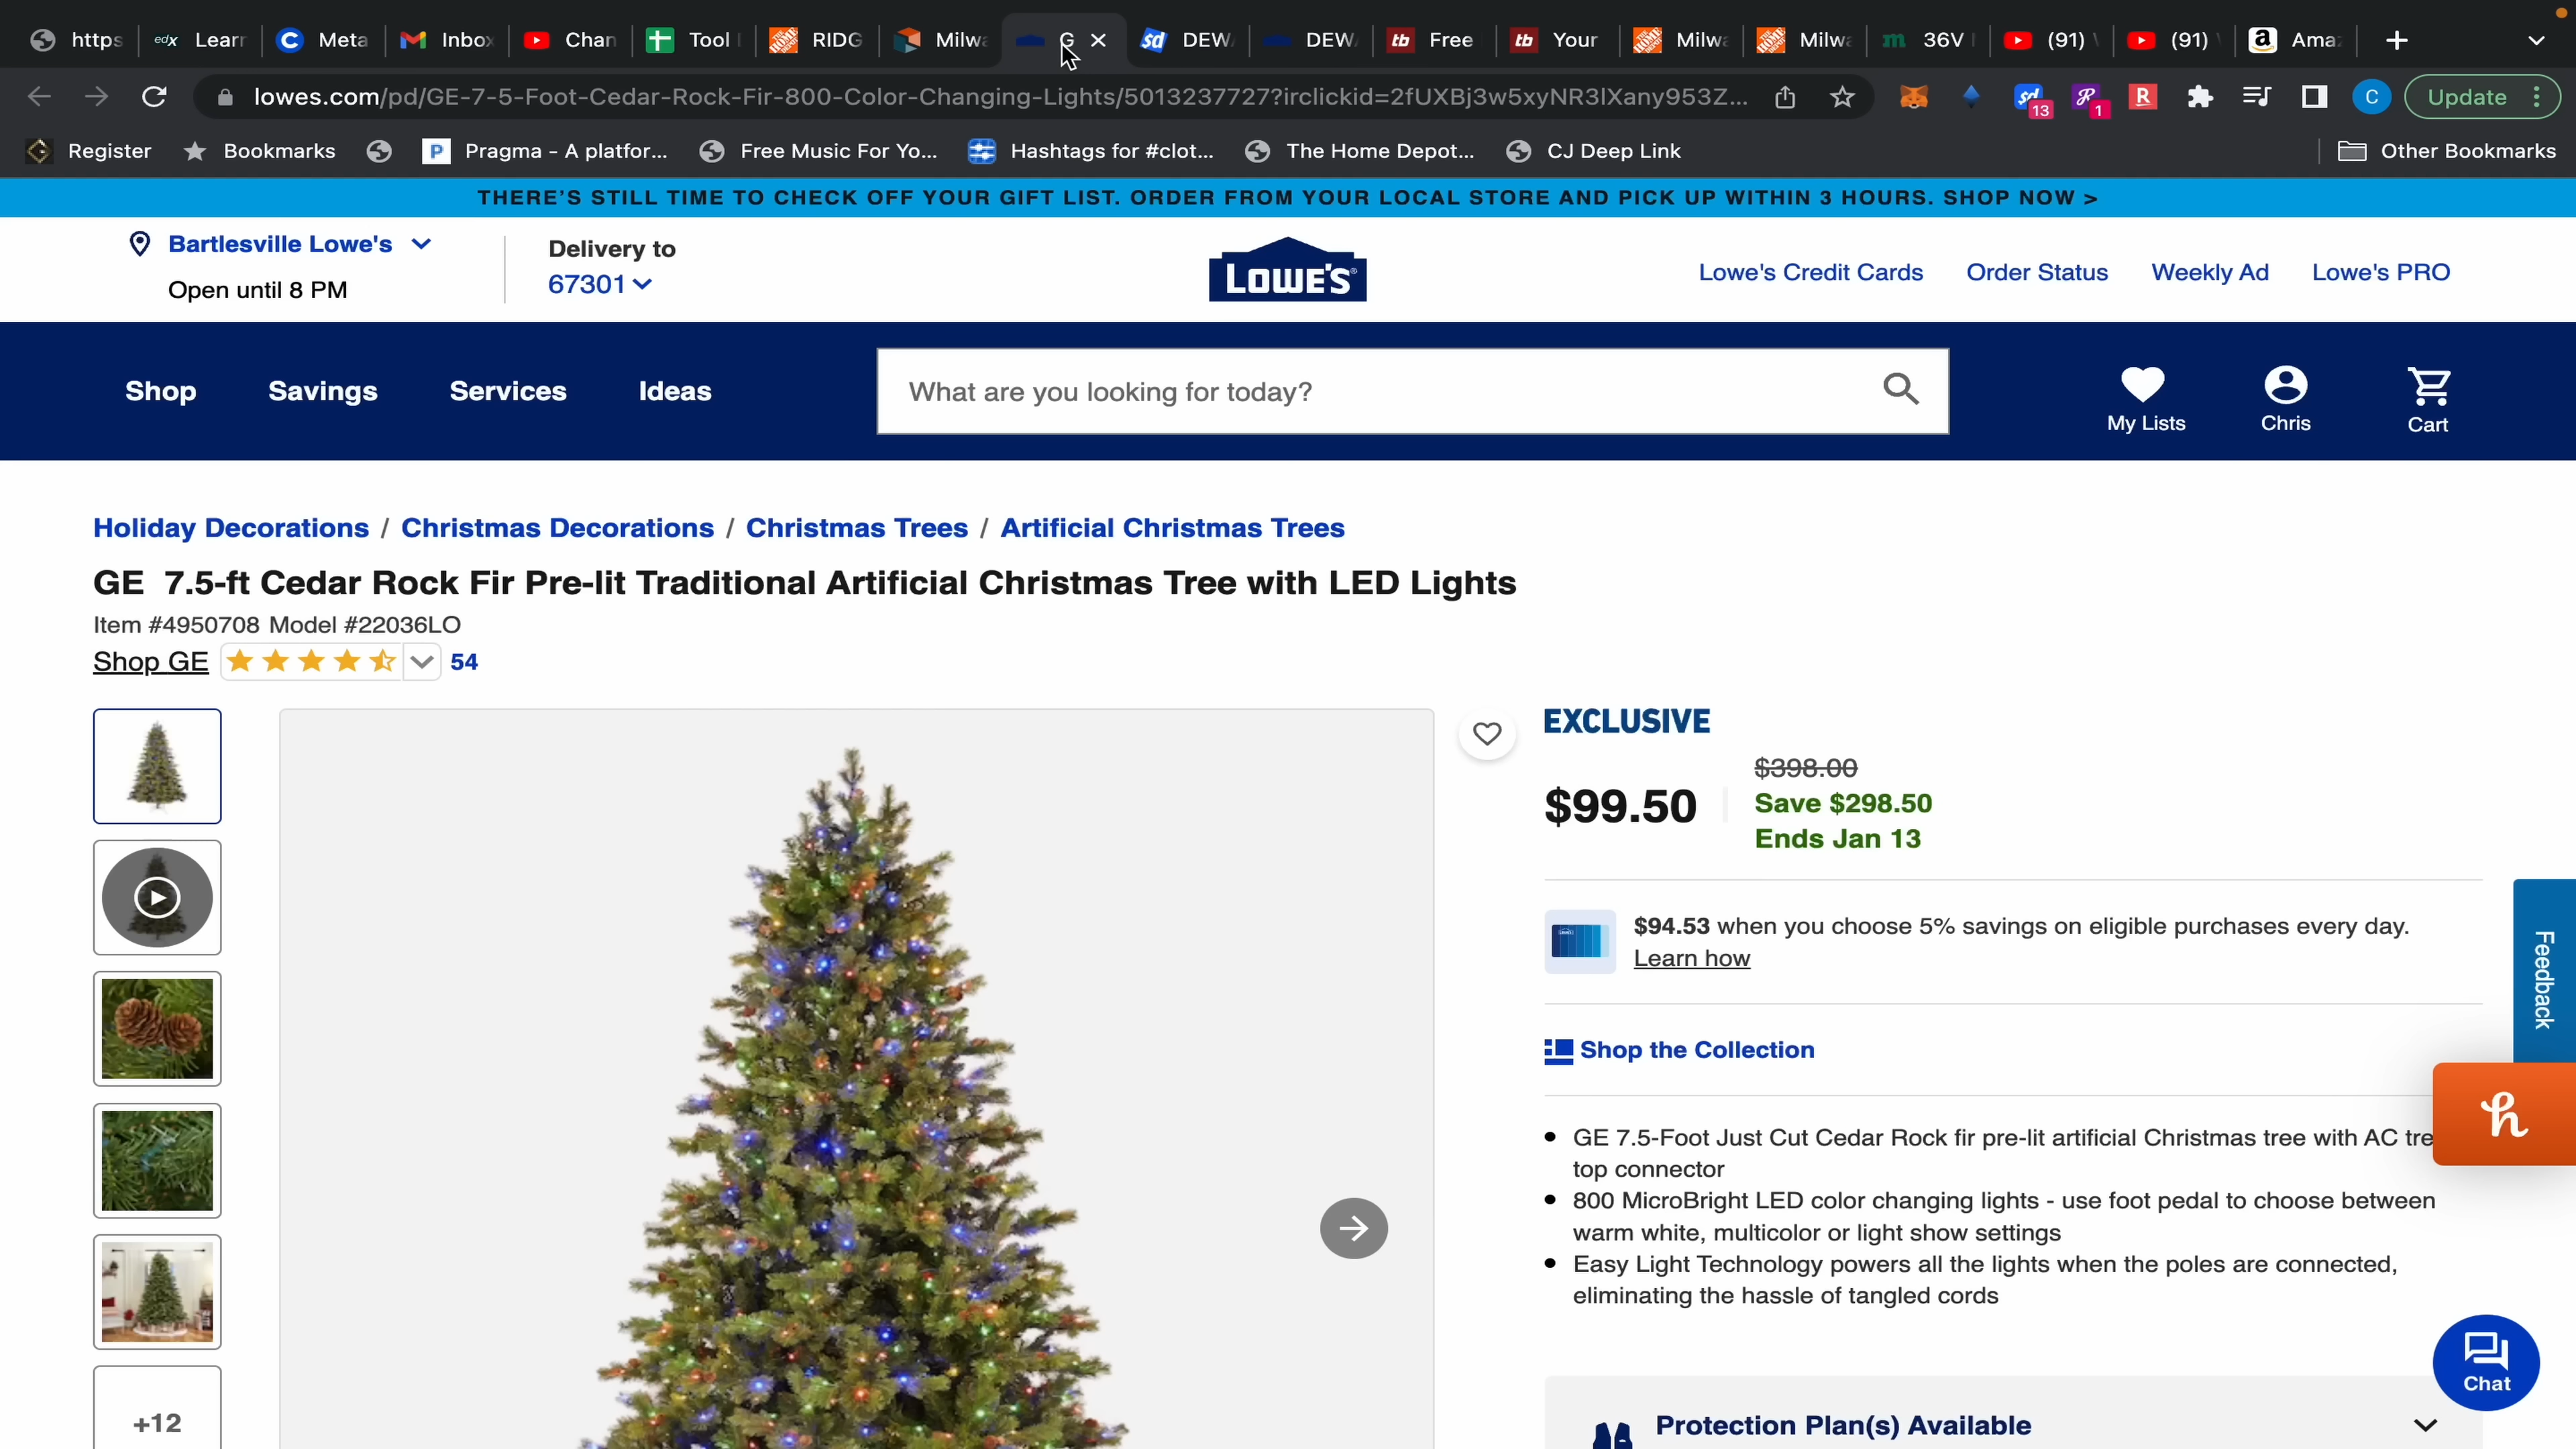 https
edx Learn
Meta
Inbox
Chan
Tool
RIDG
Milwa
G
sd DEWA
DEWA
tb Free
tb Your
Milwa
Milwa
m 36V
(91)
(91)
a Ama
lowes.com/pd/GE-7-5-Foot-Cedar-Rock-Fir-800-Color-Changing-Lights/5013237727?irclickid=2fUXBj3w5xyNR3lXany953Z...
sd 13
1
R
C
Update
Register
Bookmarks
P Pragma - A platfor...
Free Music For Yo...
Hashtags for #clot...
The Home Depot...
CJ Deep Link
Other Bookmarks
THERE'S STILL TIME TO CHECK OFF YOUR GIFT LIST. ORDER FROM YOUR LOCAL STORE AND PICK UP WITHIN 3 HOURS. SHOP NOW >
Bartlesville Lowe's
Open until 8 PM
Delivery to
67301
LOWE'S
Lowe's Credit Cards
Order Status
Weekly Ad
Lowe's PRO
Shop
Savings
Services
Ideas
What are you looking for today?
My Lists
Chris
Cart
Holiday Decorations / Christmas Decorations / Christmas Trees / Artificial Christmas Trees
GE 7.5-ft Cedar Rock Fir Pre-lit Traditional Artificial Christmas Tree with LED Lights
Item #4950708 Model #22036LO
Shop GE
54
+12
EXCLUSIVE
$99.50
$398.00
Save $298.50
Ends Jan 13
$94.53 when you choose 5% savings on eligible purchases every day.
Learn how
Shop the Collection
• GE 7.5-Foot Just Cut Cedar Rock fir pre-lit artificial Christmas tree with AC tre
top connector
• 800 MicroBright LED color changing lights - use foot pedal to choose between
warm white, multicolor or light show settings
• Easy Light Technology powers all the lights when the poles are connected,
eliminating the hassle of tangled cords
Feedback
h
Chat
Protection Plan(s) Available